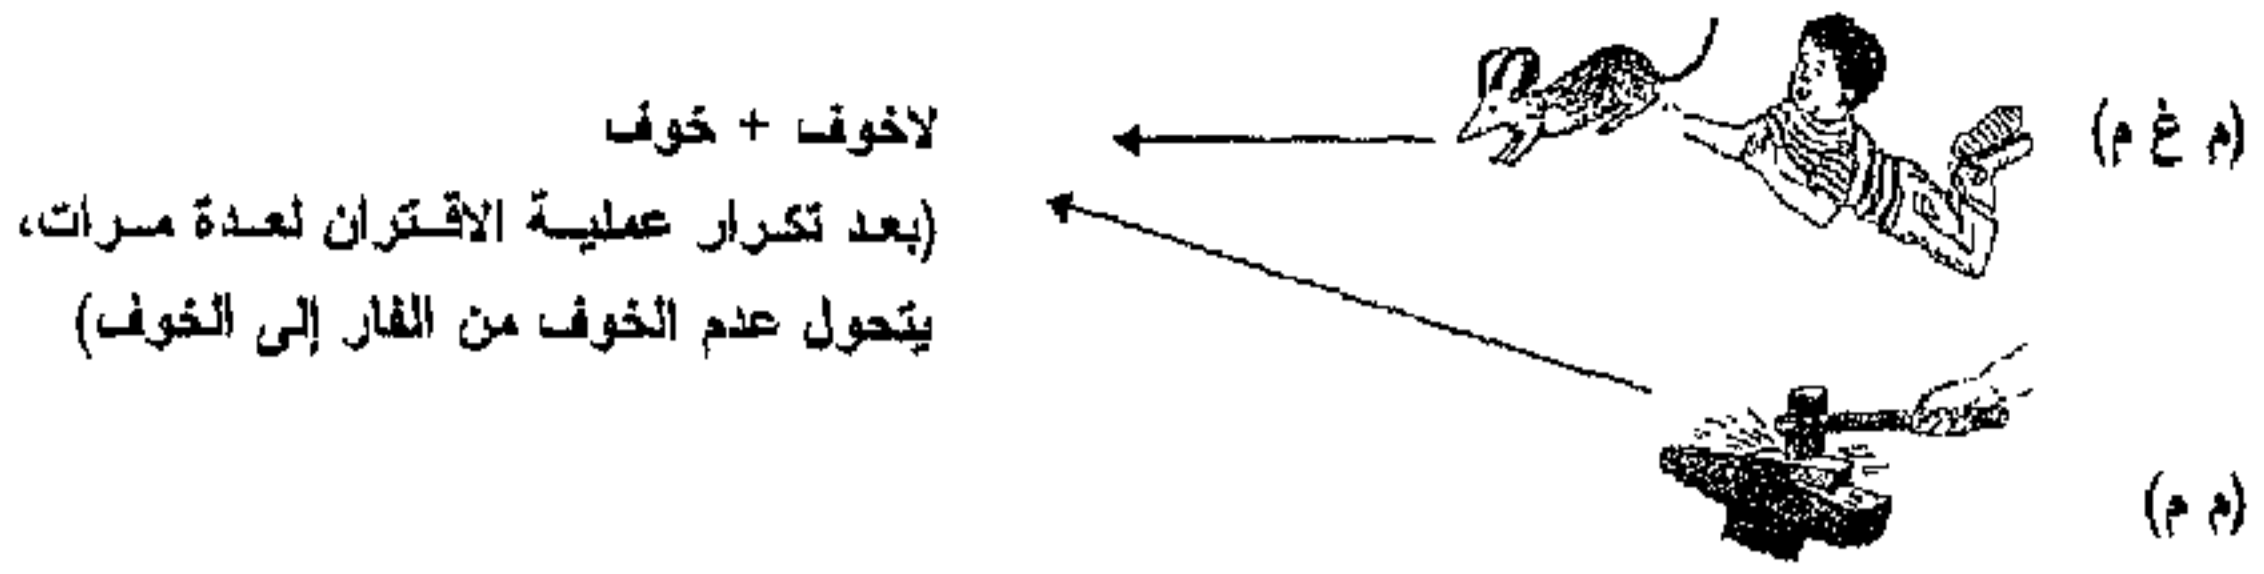 (م غ م)
لاخوف + خوف
(بعد تكرار عملية الاقتران لعدة مرات،
يتحول عدم الخوف من الفار إلى الخوف)
(م م)